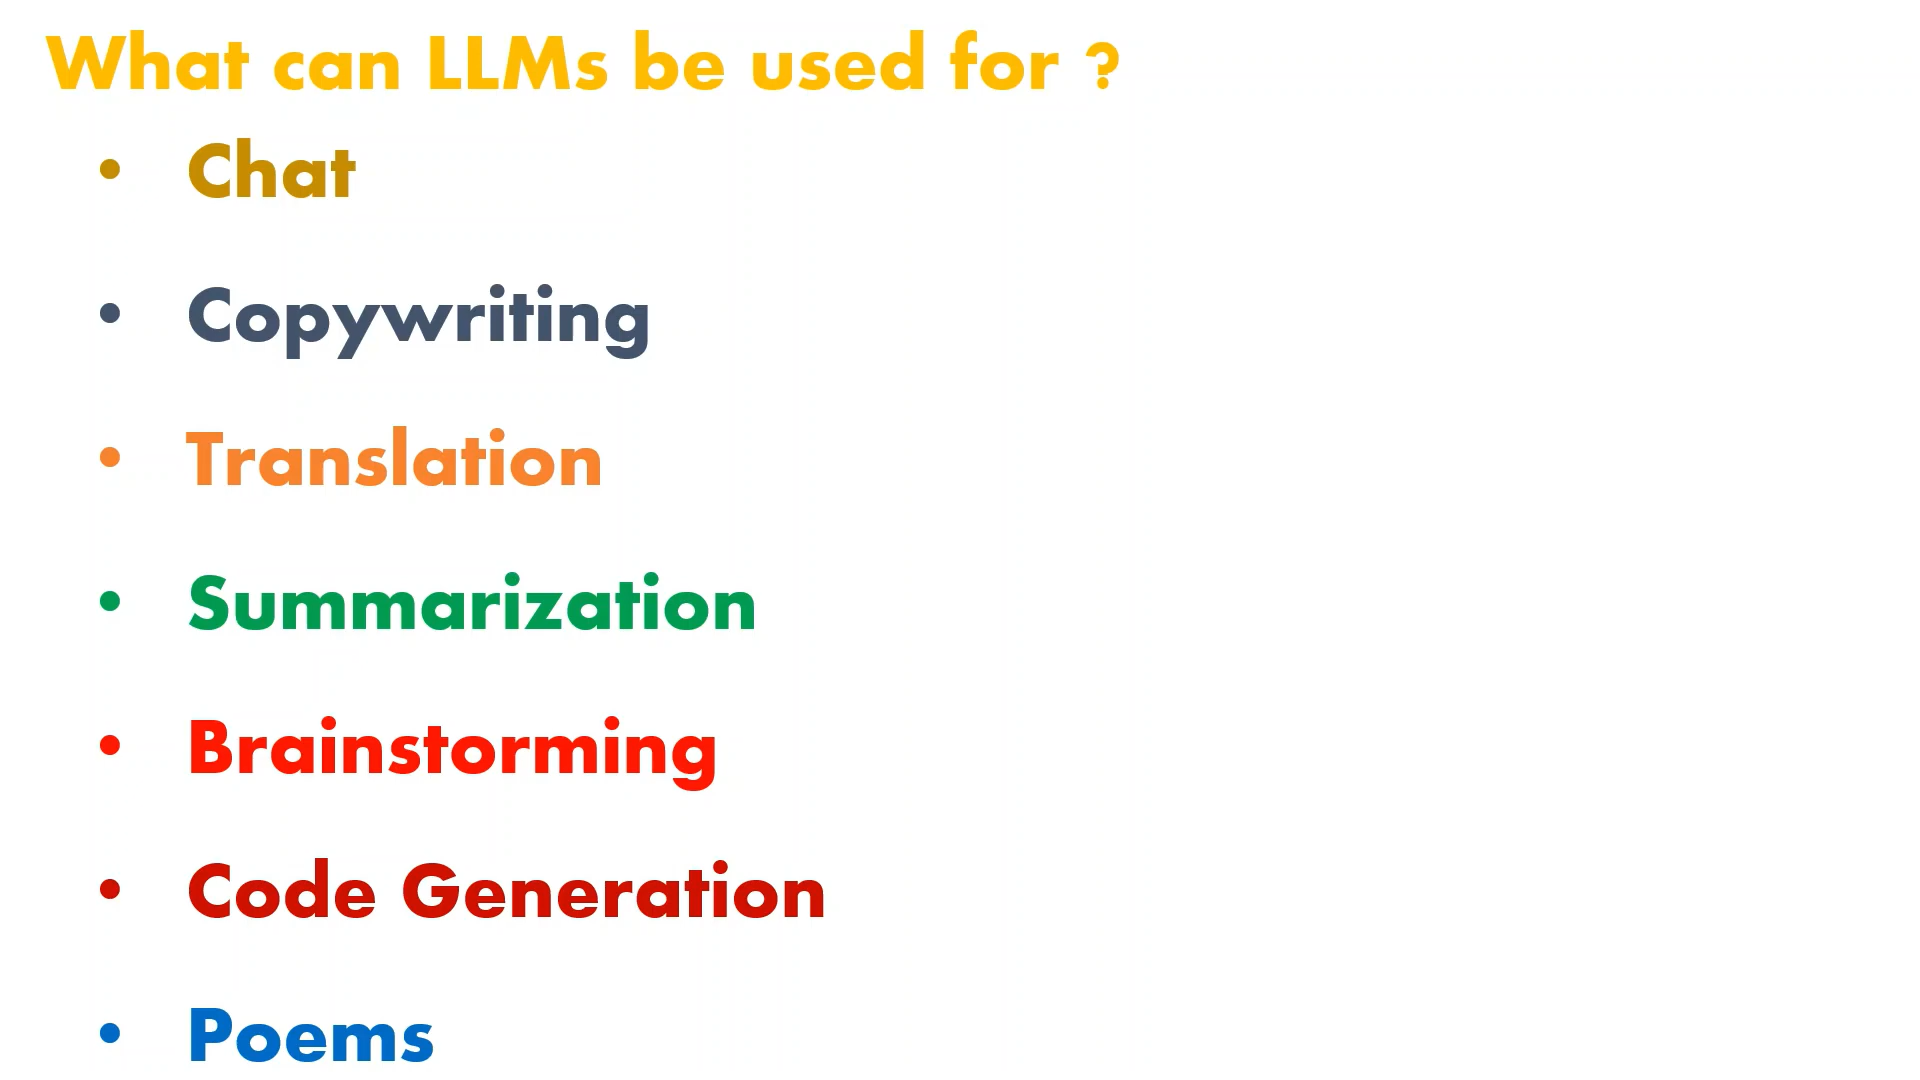 What can LLMs be used for ?
• Chat
• Copywriting
• Translation
• Summarization
• Brainstorming
• Code Generation
• Poems